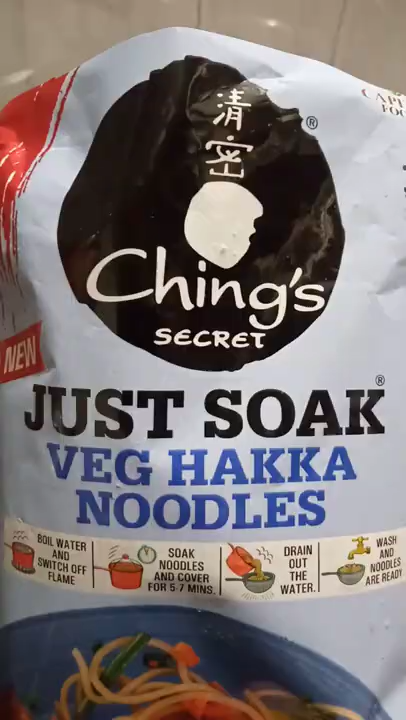 清
密
®
Ching's
SECRET
NEW
JUST SOAK®
VEG HAKKA
NOODLES
BOIL WATER
AND
SWITCH OFF
FLAME
SOAK
NOODLES
AND COVER
FOR 5-7 MINS.
DRAIN
OUT
THE
WATER.
WASH
AND
NOODLES
ARE READY